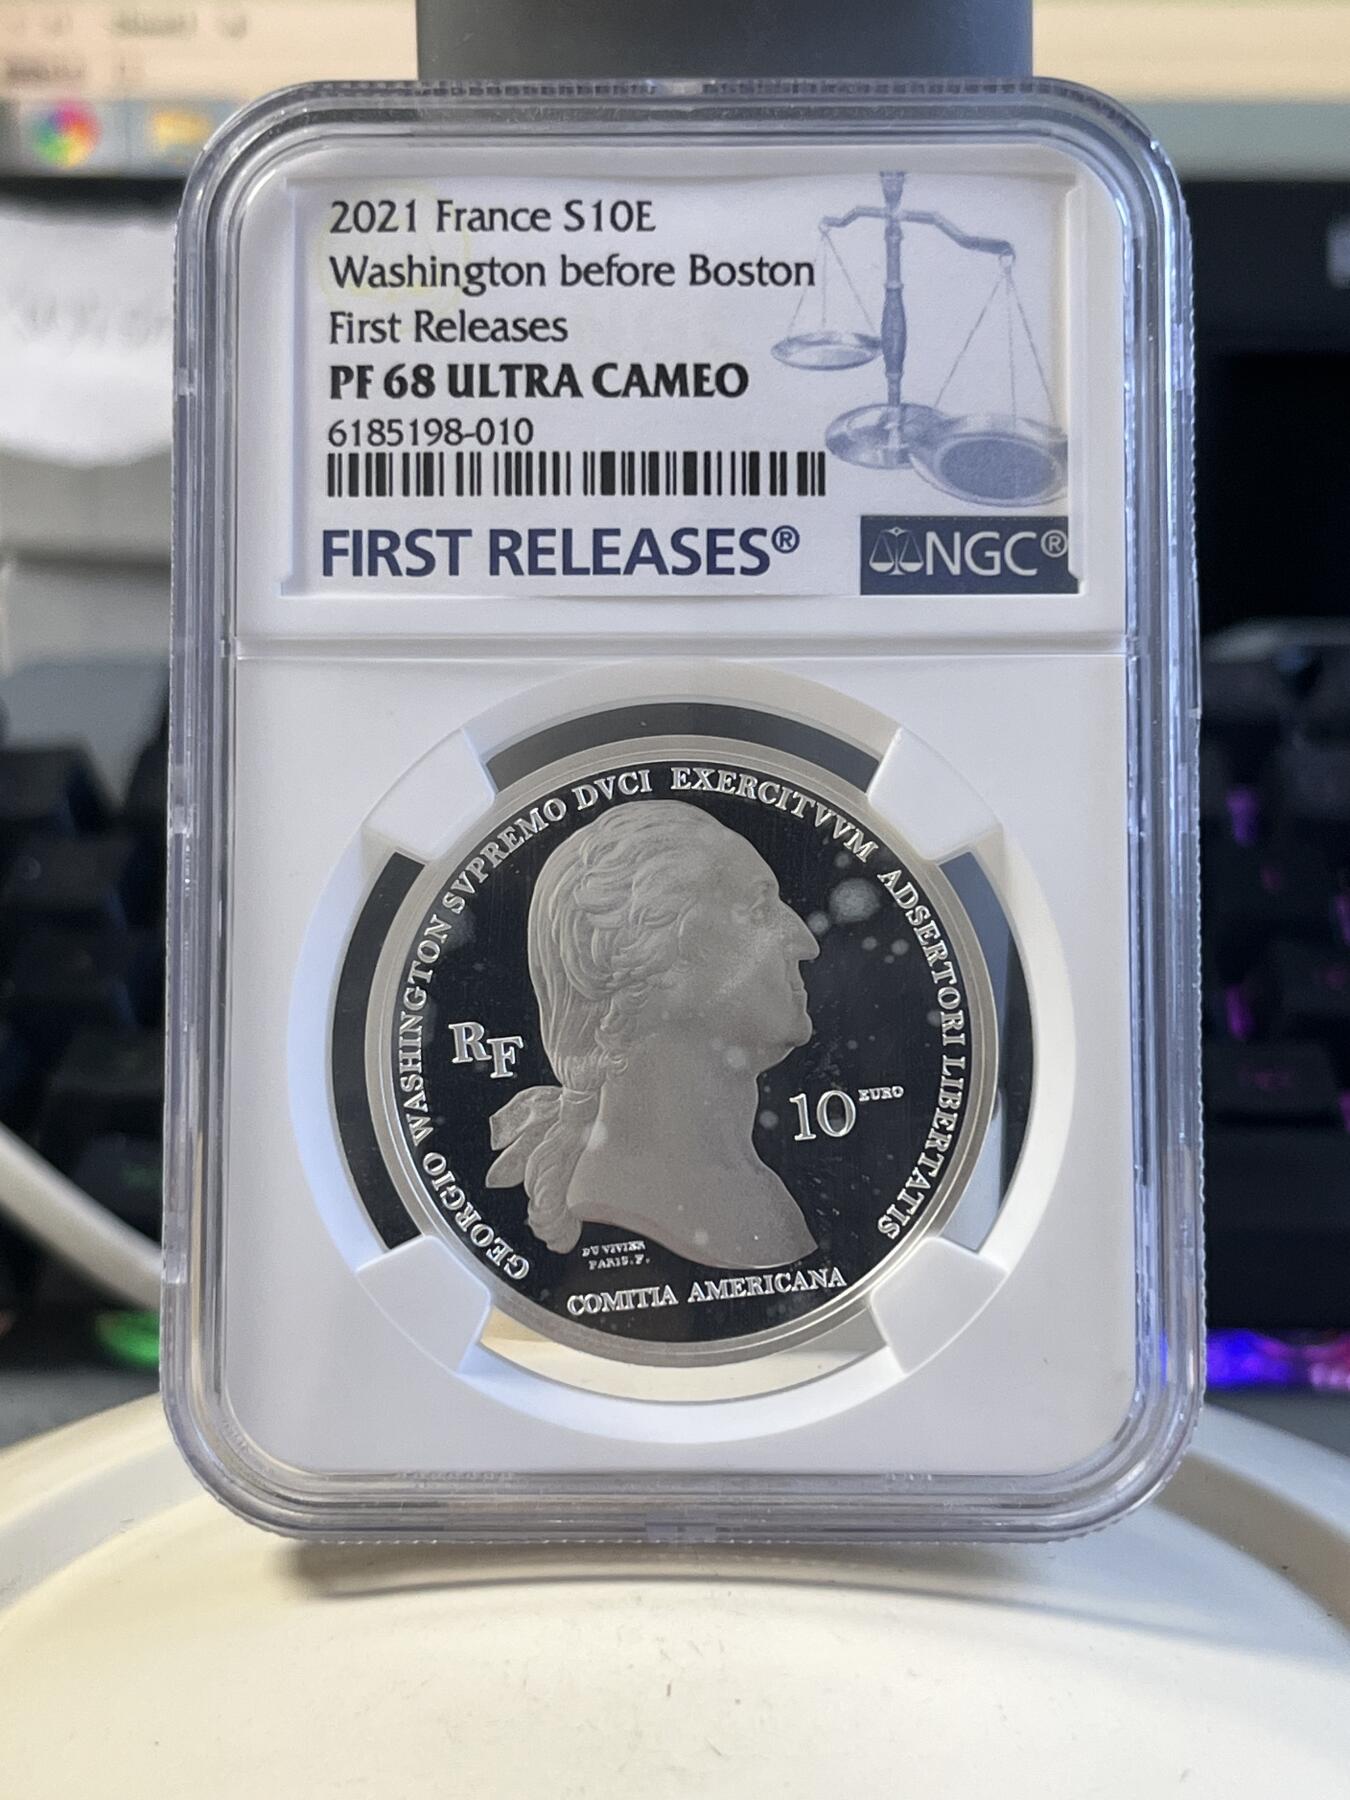 2021 France S10E
Washington before Boston
First Releases
PF 68 ULTRA CAMEO
6185198-010
FIRST RELEASES®
NGC®
GEORGIO WASHINGTON SVPREMO DVCI EXERCITVVM ADSERTORI LIBERTATIS
RF
10 EURO
DU VIVIER
PARIS. F.
COMITIA AMERICANA